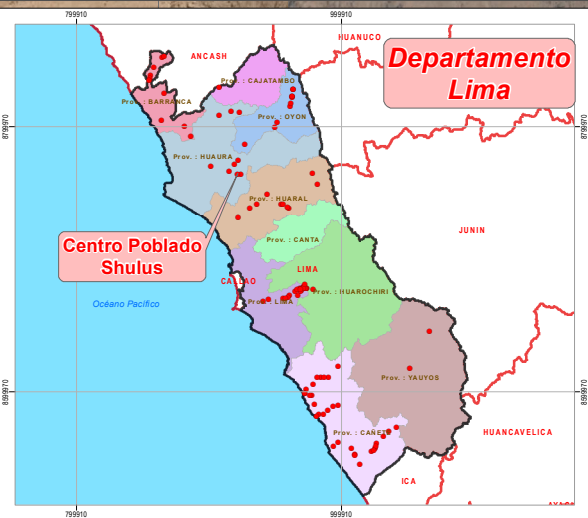 799910
999910
HUANUCO
ANCASH
Departamento
Lima
Prov. : CAJATAMBO
Prov. : BARRANCA
Prov. : OYON
8799970
8799970
Prov. : HUAURA
Prov. : HUARAL
JUNIN
Centro Poblado
Shulus
Prov. : CANTA
LIMA
CALLAO
Prov. : HUAROCHIRI
Prov. : LIMA
Océano Pacífico
Prov. : YAUYOS
8599970
8599970
Prov. : CAÑETE
HUANCAVELICA
ICA
799910
999910